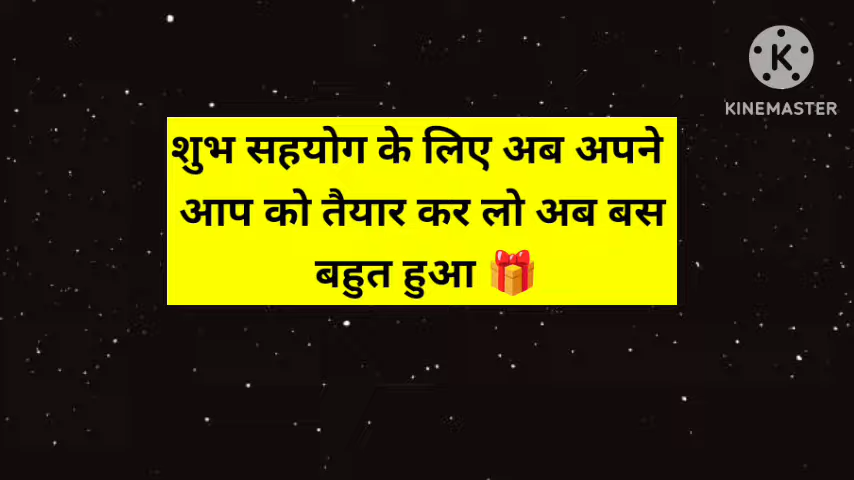 KINEMASTER
शुभ सहयोग के लिए अब अपने
आप को तैयार कर लो अब बस
बहुत हुआ 🎁